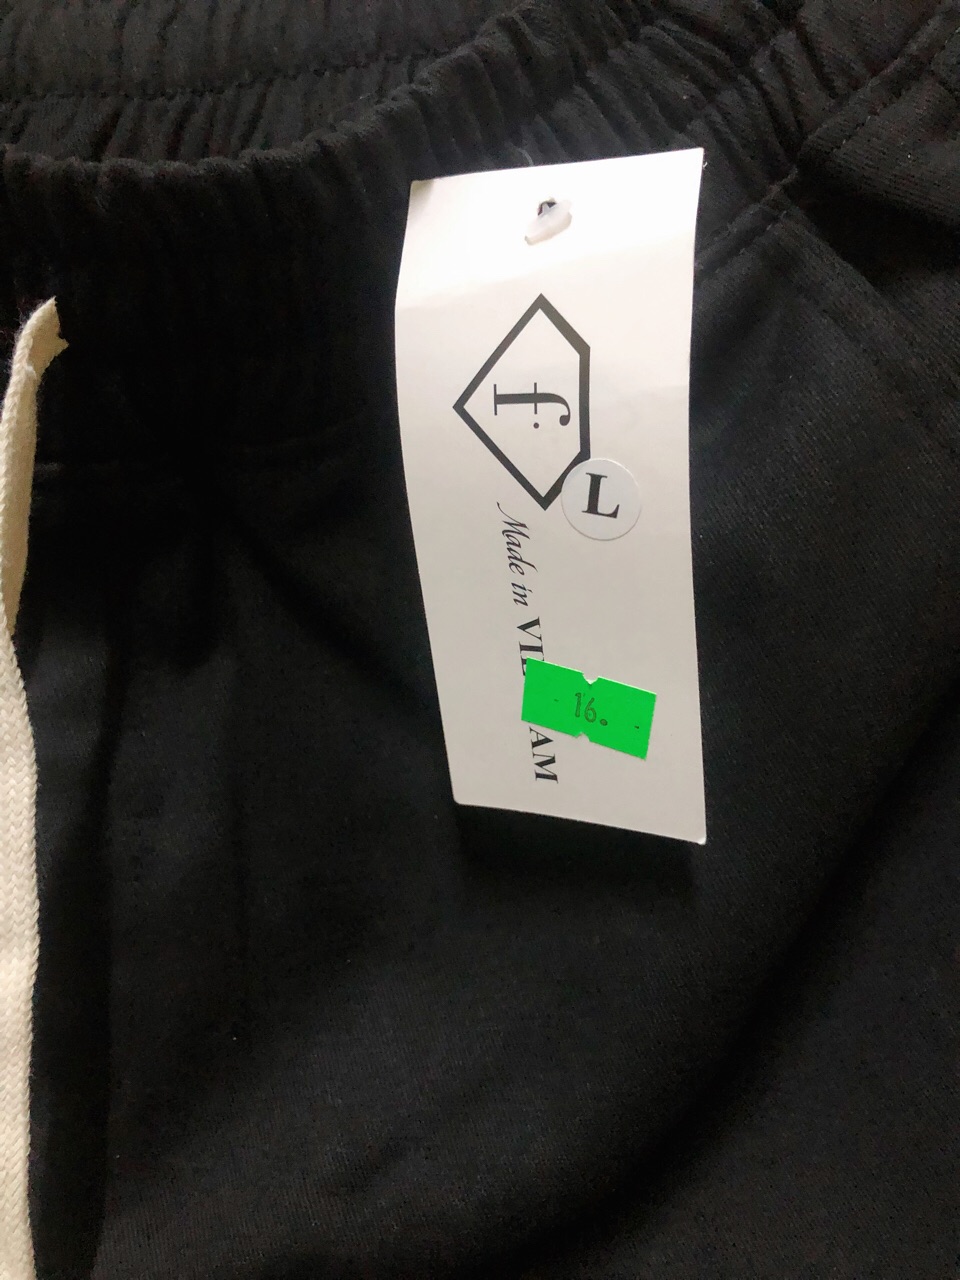 f.
L
Made in VIE AM
- 16. -